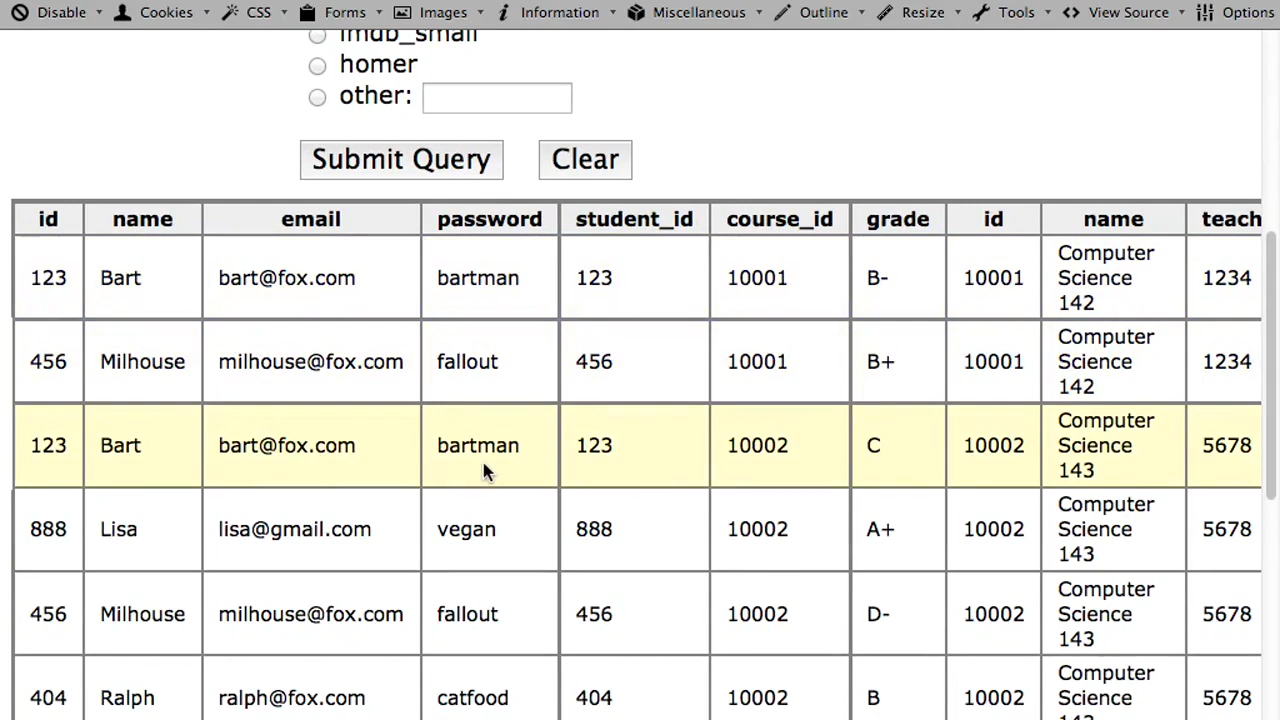 Disable Cookies CSS Forms Images Information Miscellaneous Outline Resize Tools View Source Options
imdb_small
homer
other:
Submit Query Clear
id name email password student_id course_id grade id name teach
123 Bart bart@fox.com bartman 123 10001 B- 10001 Computer Science 142 1234
456 Milhouse milhouse@fox.com fallout 456 10001 B+ 10001 Computer Science 142 1234
123 Bart bart@fox.com bartman 123 10002 C 10002 Computer Science 143 5678
888 Lisa lisa@gmail.com vegan 888 10002 A+ 10002 Computer Science 143 5678
456 Milhouse milhouse@fox.com fallout 456 10002 D- 10002 Computer Science 143 5678
404 Ralph ralph@fox.com catfood 404 10002 B 10002 Computer Science 143 5678